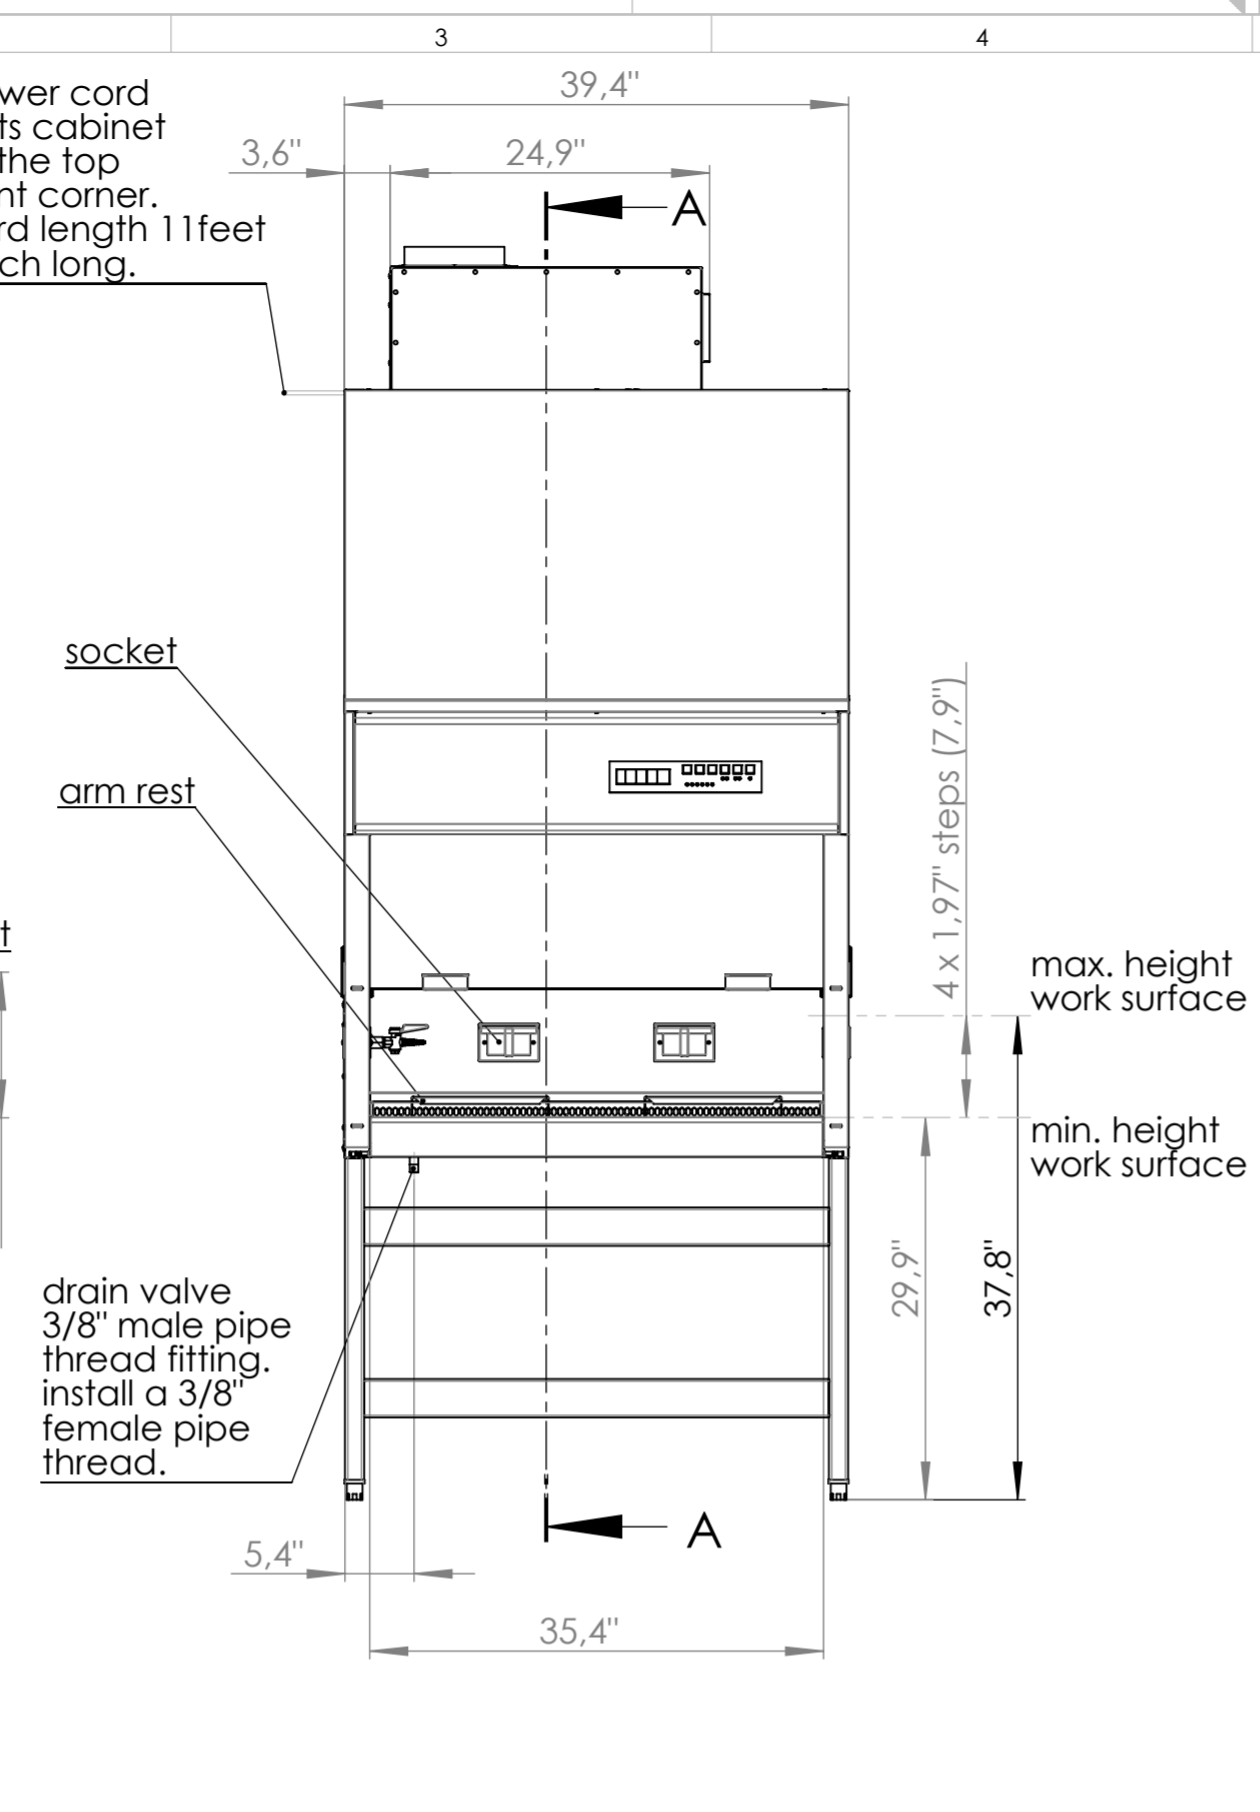 3
4
39,4"
wer cord
ts cabinet
the top
nt corner.
rd length 11feet
ch long.
3,6"
24,9"
A
socket
arm rest
4 x 1,97" steps (7,9")
t
max. height
work surface
min. height
work surface
29,9"
37,8"
drain valve
3/8" male pipe
thread fitting.
install a 3/8"
female pipe
thread.
A
5,4"
35,4"